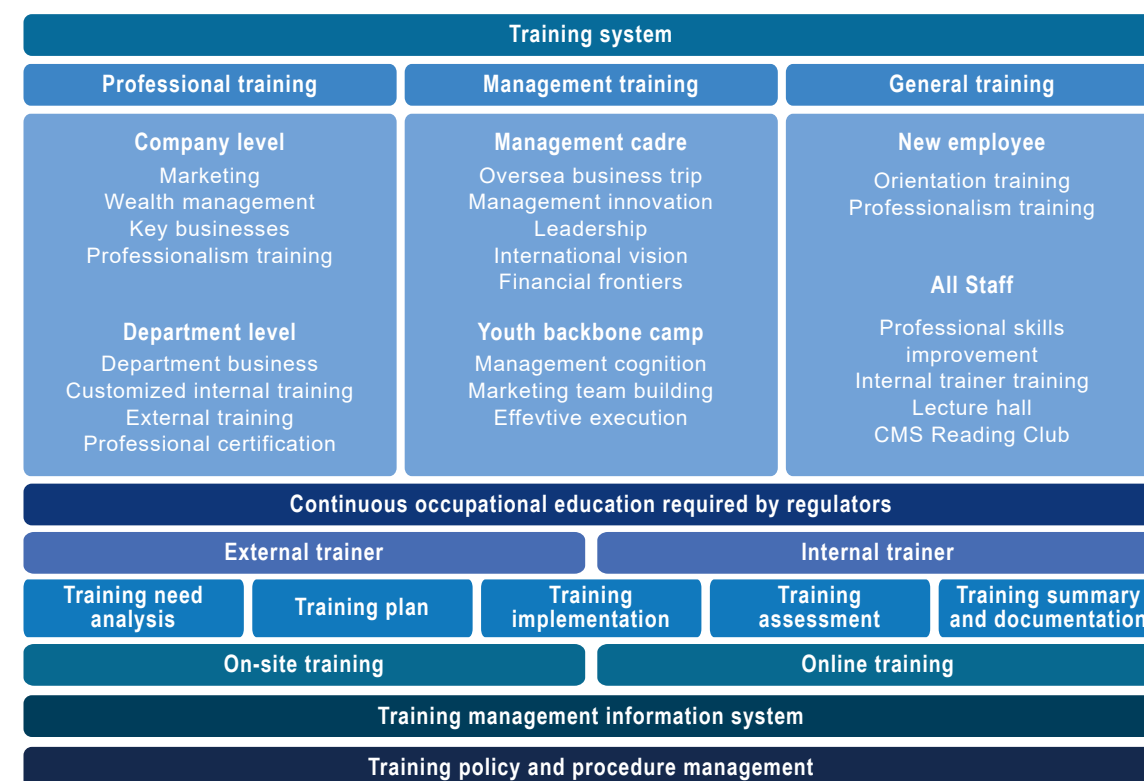 Training system
Professional training
Management training
General training
Company level
Marketing
Wealth management
Key businesses
Professionalism training
Department level
Department business
Customized internal training
External training
Professional certification
Management cadre
Oversea business trip
Management innovation
Leadership
International vision
Financial frontiers
Youth backbone camp
Management cognition
Marketing team building
Effevtive execution
New employee
Orientation training
Professionalism training
All Staff
Professional skills
improvement
Internal trainer training
Lecture hall
CMS Reading Club
Continuous occupational education required by regulators
External trainer
Internal trainer
Training need
analysis
Training plan
Training
implementation
Training
assessment
Training summary
and documentation
On-site training
Online training
Training management information system
Training policy and procedure management